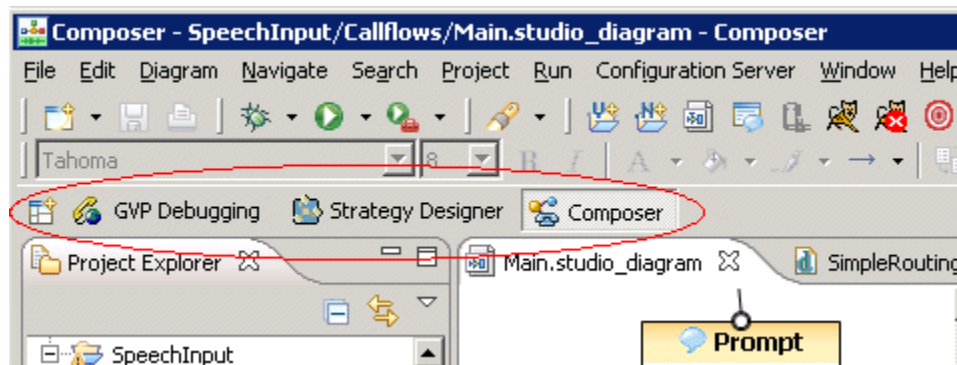 Composer - SpeechInput/Callflows/Main.studio_diagram - Composer
File Edit Diagram Navigate Search Project Run Configuration Server Window Help
Tahoma 8 B I A
GVP Debugging Strategy Designer Composer
Project Explorer Main.studio_diagram SimpleRouting
Prompt
SpeechInput